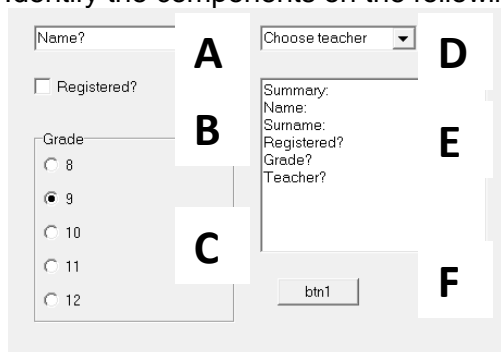 Identify the components on the followi
Name?
A
Choose teacher
D
Registered?
B
Summary:
Name:
Surname:
Registered?
Grade?
Teacher?
E
Grade
8
9
10
11
12
C
btn1
F